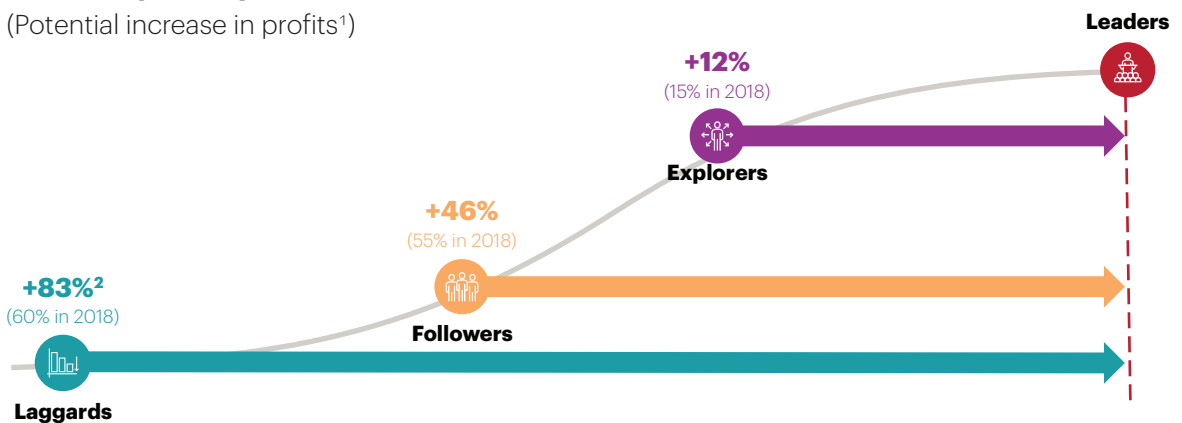 (Potential increase in profits¹)
Leaders
+12%
(15% in 2018)
Explorers
+46%
(55% in 2018)
Followers
+83%²
(60% in 2018)
Laggards